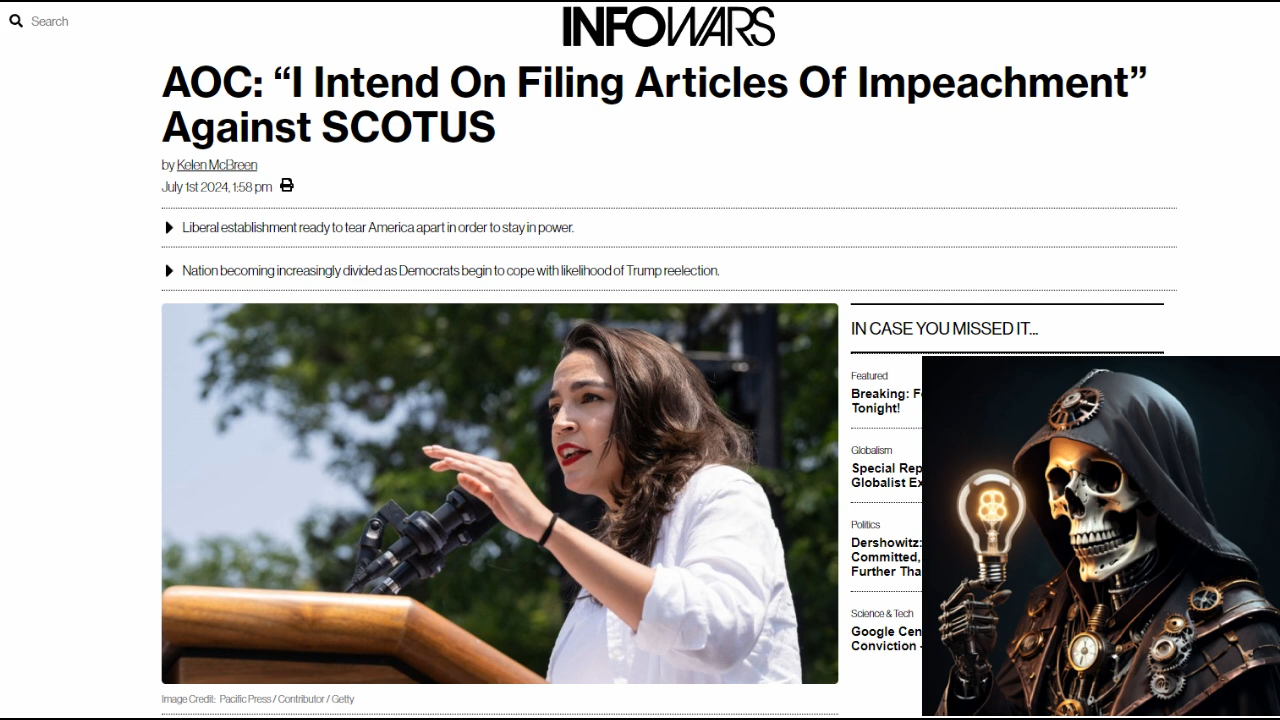 Search
INFOWARS
AOC: “I Intend On Filing Articles Of Impeachment”
Against SCOTUS
by Kelen McBreen
July 1st 2024, 1:58 pm
Liberal establishment ready to tear America apart in order to stay in power.
Nation becoming increasingly divided as Democrats begin to cope with likelihood of Trump reelection.
IN CASE YOU MISSED IT...
Featured
Breaking:
Tonight!
Globalism
Special
Globalist
Politics
Dershowitz:
Committed,
Further
Science & Tech
Google
Conviction -
Image Credit: Pacific Press / Contributor / Getty